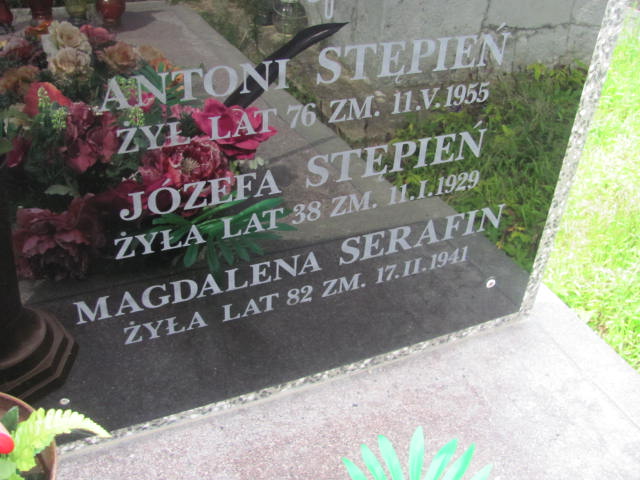 ANTONI STĘPIEŃ
ŻYŁ LAT 76 ZM. 11.V.1955
JÓZEFA STĘPIEŃ
ŻYŁA LAT 38 ZM. 11.I.1929
MAGDALENA SERAFIN
ŻYŁA LAT 82 ZM. 17.II.1941